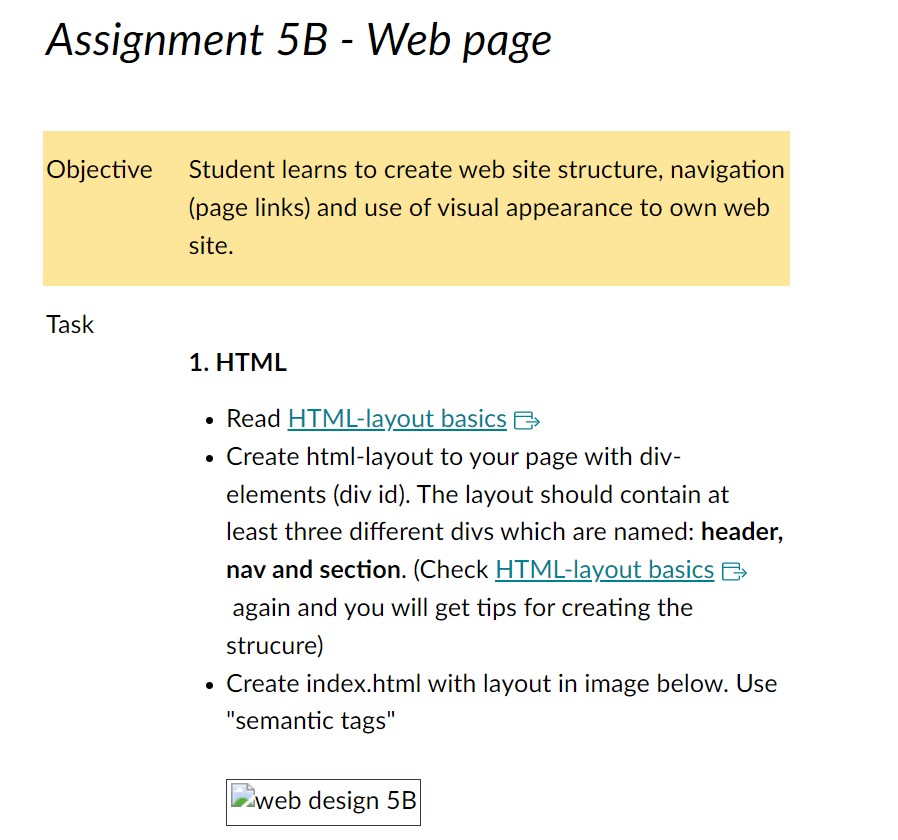 Assignment 5B - Web page
Objective
Student learns to create web site structure, navigation
(page links) and use of visual appearance to own web
site.
Task
1. HTML
• Read HTML-layout basics
• Create html-layout to your page with div-
elements (div id). The layout should contain at
least three different divs which are named: header,
nav and section. (Check HTML-layout basics
again and you will get tips for creating the
strucure)
• Create index.html with layout in image below. Use
"semantic tags"
web design 5B